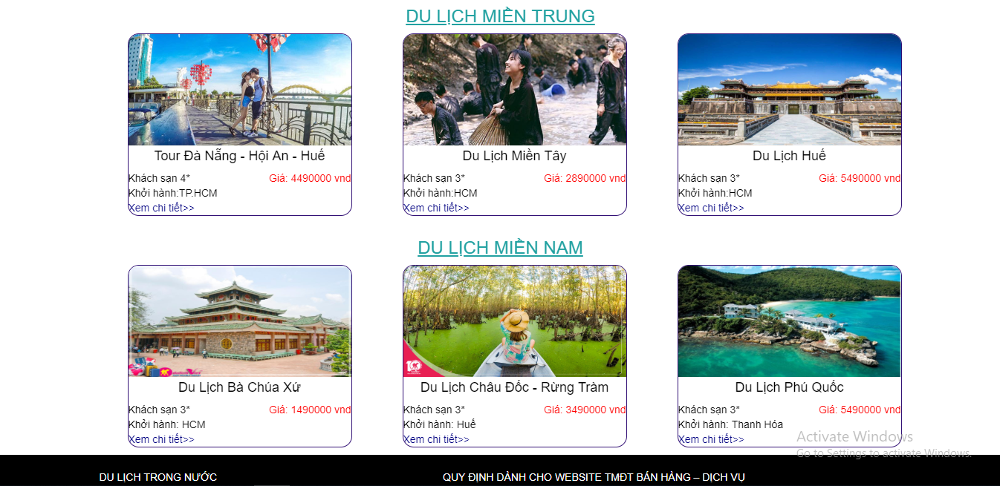 DU LỊCH MIỀN TRUNG
Tour Đà Nẵng - Hội An - Huế
Khách sạn 4* Giá: 4490000 vnd
Khởi hành:TP.HCM
Xem chi tiết>>
Du Lịch Miền Tây
Khách sạn 3* Giá: 2890000 vnd
Khởi hành:HCM
Xem chi tiết>>
Du Lịch Huế
Khách sạn 3* Giá: 5490000 vnd
Khởi hành:HCM
Xem chi tiết>>
DU LỊCH MIỀN NAM
Du Lịch Bà Chúa Xứ
Khách sạn 3* Giá: 1490000 vnd
Khởi hành: HCM
Xem chi tiết>>
Du Lịch Châu Đốc - Rừng Tràm
Khách sạn 3* Giá: 3490000 vnd
Khởi hành: Huế
Xem chi tiết>>
Du Lịch Phú Quốc
Khách sạn 3* Giá: 5490000 vnd
Khởi hành: Thanh Hóa
Xem chi tiết>>
Activate Windows
Go to Settings to activate Windows.
DU LỊCH TRONG NƯỚC
QUY ĐỊNH DÀNH CHO WEBSITE TMĐT BÁN HÀNG – DỊCH VỤ